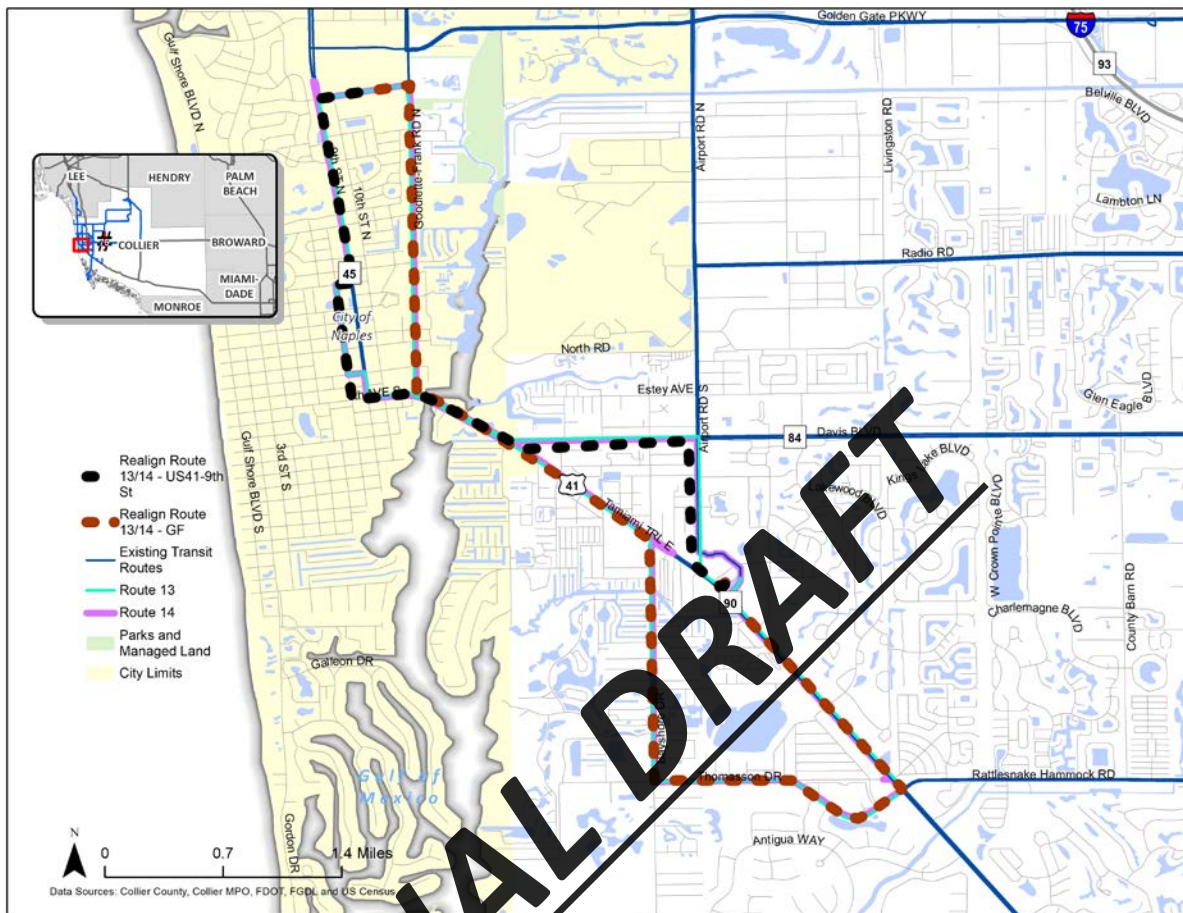 Golden Gate PKWY
75
93
Belville BLVD
Gulf Shore BLVD N
Airport RD N
Livingston RD
Goodlette-Frank RD N
LEE
HENDRY
PALM
BEACH
COLLIER
BROWARD
MIAMI-
DADE
MONROE
10th ST N
Lambton LN
Radio RD
45
City of
Naples
North RD
Estey AVE S
Airport RD S
Glen Eagle BLVD
84
Davis BLVD
3rd ST S
Gulf Shore BLVD S
Kings Lake BLVD
Lakewood BLVD
W Crown Pointe BLVD
41
Tamiami TRL E
90
Charlemagne BLVD
County Barn RD
Realign Route
13/14 - US41-9th
St
Realign Route
13/14 - GF
Existing Transit
Routes
Route 13
Route 14
Parks and
Managed Land
City Limits
Galleon DR
Bayshore DR
Thomasson DR
Rattlesnake Hammock RD
Gulf of
Mexico
Antigua WAY
Gordon DR
N
0 0.7 1.4 Miles
Data Sources: Collier County, Collier MPO, FDOT, FGDL and US Census
DRAFT